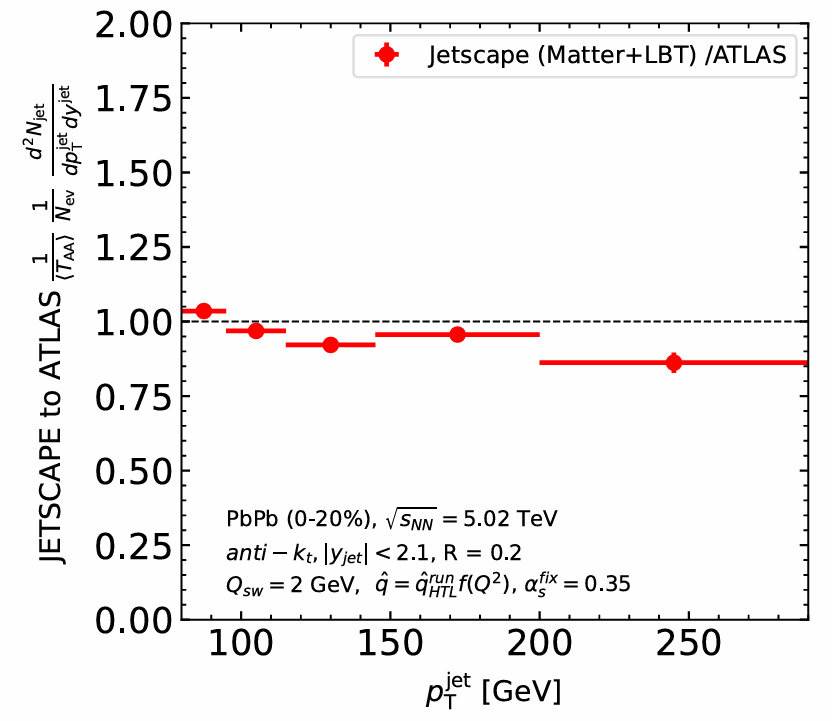 2.00
1.75
1.50
1.25
1.00
0.75
0.50
0.25
0.00
JETSCAPE to ATLAS 1/⟨T_AA⟩ 1/N_ev d²N_jet/dp_T^jet dy^jet
Jetscape (Matter+LBT) /ATLAS
PbPb (0-20%), √s_NN = 5.02 TeV
anti − k_t, |y_jet| < 2.1, R = 0.2
Q_sw = 2 GeV, q̂ = q̂_HTL^run f(Q²), α_s^fix = 0.35
100 150 200 250
p_T^jet [GeV]